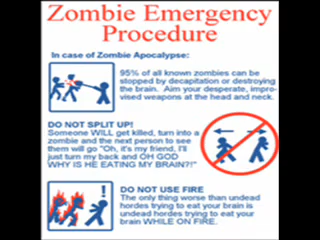 Zombie Emergency
Procedure
In case of Zombie Apocalypse:
95% of all known zombies can be
stopped by decapitation or destroying
the brain. Aim your desperate, impro-
vised weapons at the head and neck.
DO NOT SPLIT UP!
Someone WILL get killed, turn into a
zombie and the next person to see
them will go "Oh, it's my friend, I'll
just turn my back and OH GOD
WHY IS HE EATING MY BRAIN?!"
!
DO NOT USE FIRE
The only thing worse than undead
hordes trying to eat your brain is
undead hordes trying to eat your
brain WHILE ON FIRE.